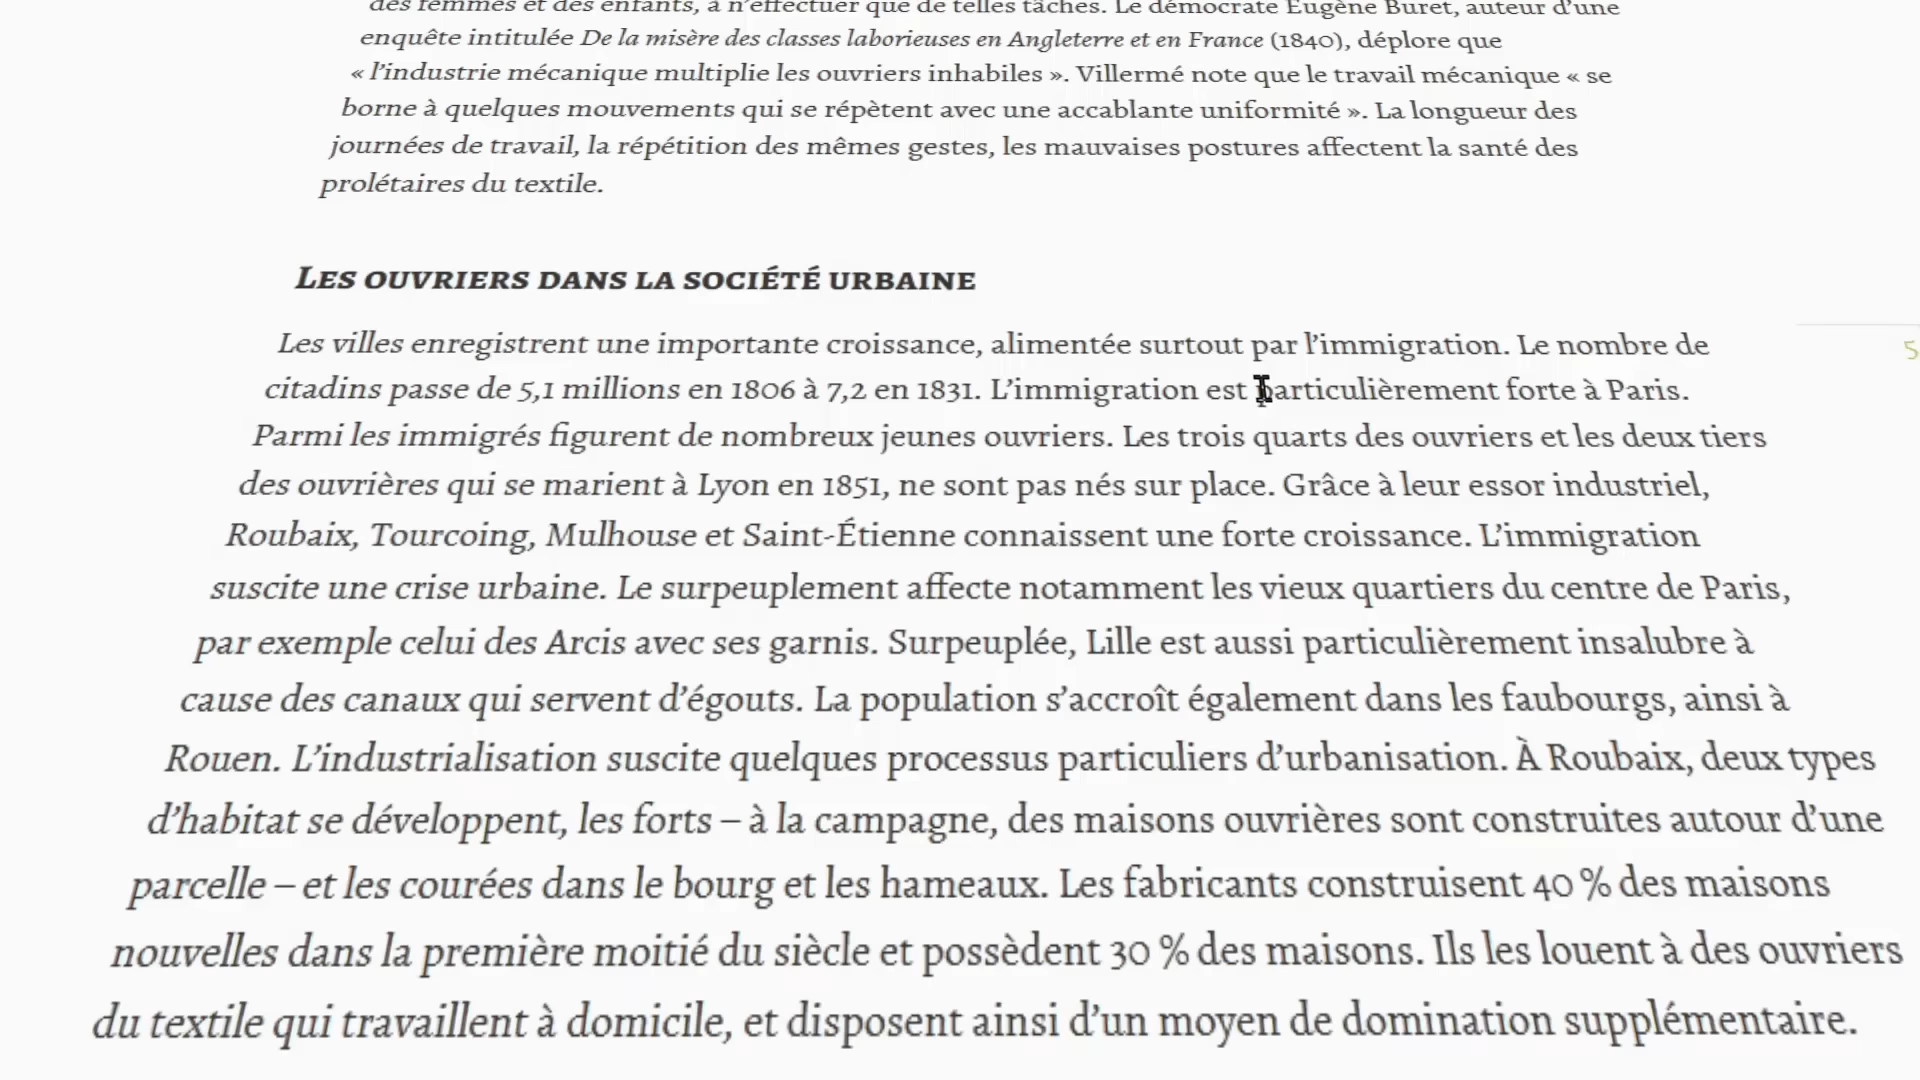 des femmes et des enfants, à n'effectuer que de telles tâches. Le démocrate Eugène Buret, auteur d'une
enquête intitulée De la misère des classes laborieuses en Angleterre et en France (1840), déplore que
« l'industrie mécanique multiplie les ouvriers inhabiles ». Villermé note que le travail mécanique « se
borne à quelques mouvements qui se répètent avec une accablante uniformité ». La longueur des
journées de travail, la répétition des mêmes gestes, les mauvaises postures affectent la santé des
prolétaires du textile.
LES OUVRIERS DANS LA SOCIÉTÉ URBAINE
Les villes enregistrent une importante croissance, alimentée surtout par l'immigration. Le nombre de
5
citadins passe de 5,1 millions en 1806 à 7,2 en 1831. L'immigration est particulièrement forte à Paris.
Parmi les immigrés figurent de nombreux jeunes ouvriers. Les trois quarts des ouvriers et les deux tiers
des ouvrières qui se marient à Lyon en 1851, ne sont pas nés sur place. Grâce à leur essor industriel,
Roubaix, Tourcoing, Mulhouse et Saint-Étienne connaissent une forte croissance. L'immigration
suscite une crise urbaine. Le surpeuplement affecte notamment les vieux quartiers du centre de Paris,
par exemple celui des Arcis avec ses garnis. Surpeuplée, Lille est aussi particulièrement insalubre à
cause des canaux qui servent d'égouts. La population s'accroît également dans les faubourgs, ainsi à
Rouen. L'industrialisation suscite quelques processus particuliers d'urbanisation. À Roubaix, deux types
d'habitat se développent, les forts – à la campagne, des maisons ouvrières sont construites autour d'une
parcelle – et les courées dans le bourg et les hameaux. Les fabricants construisent 40 % des maisons
nouvelles dans la première moitié du siècle et possèdent 30 % des maisons. Ils les louent à des ouvriers
du textile qui travaillent à domicile, et disposent ainsi d'un moyen de domination supplémentaire.